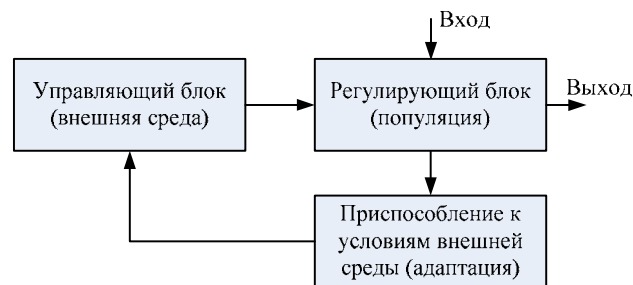 Вход
Управляющий блок
(внешняя среда)
Регулирующий блок
(популяция)
Выход
Приспособление к
условиям внешней
среды (адаптация)